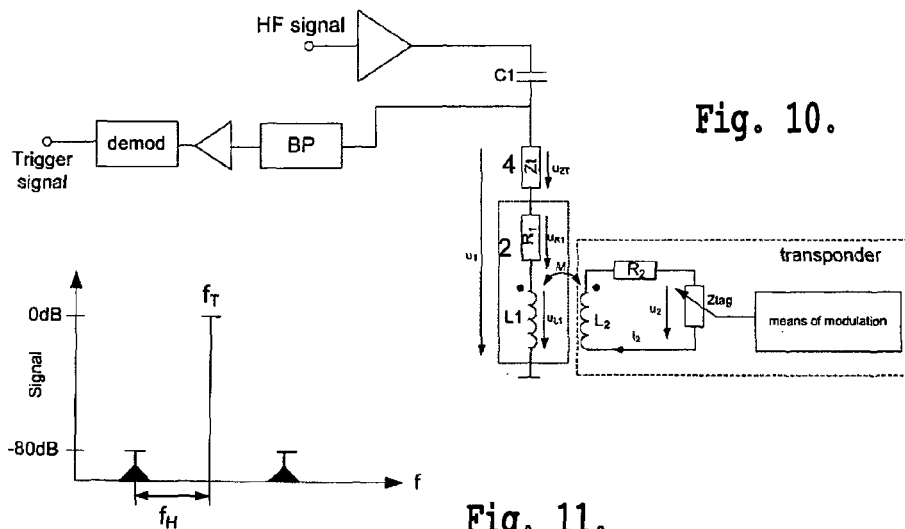 HF signal
C1
Fig. 10.
demod
BP
Trigger
signal
4
Zt
uZT
2
R1
uR1
u1
M
L1
uL1
transponder
R2
L2
u2
i2
Ztag
means of modulation
fT
0dB
Signal
-80dB
f
fH
Fig. 11.